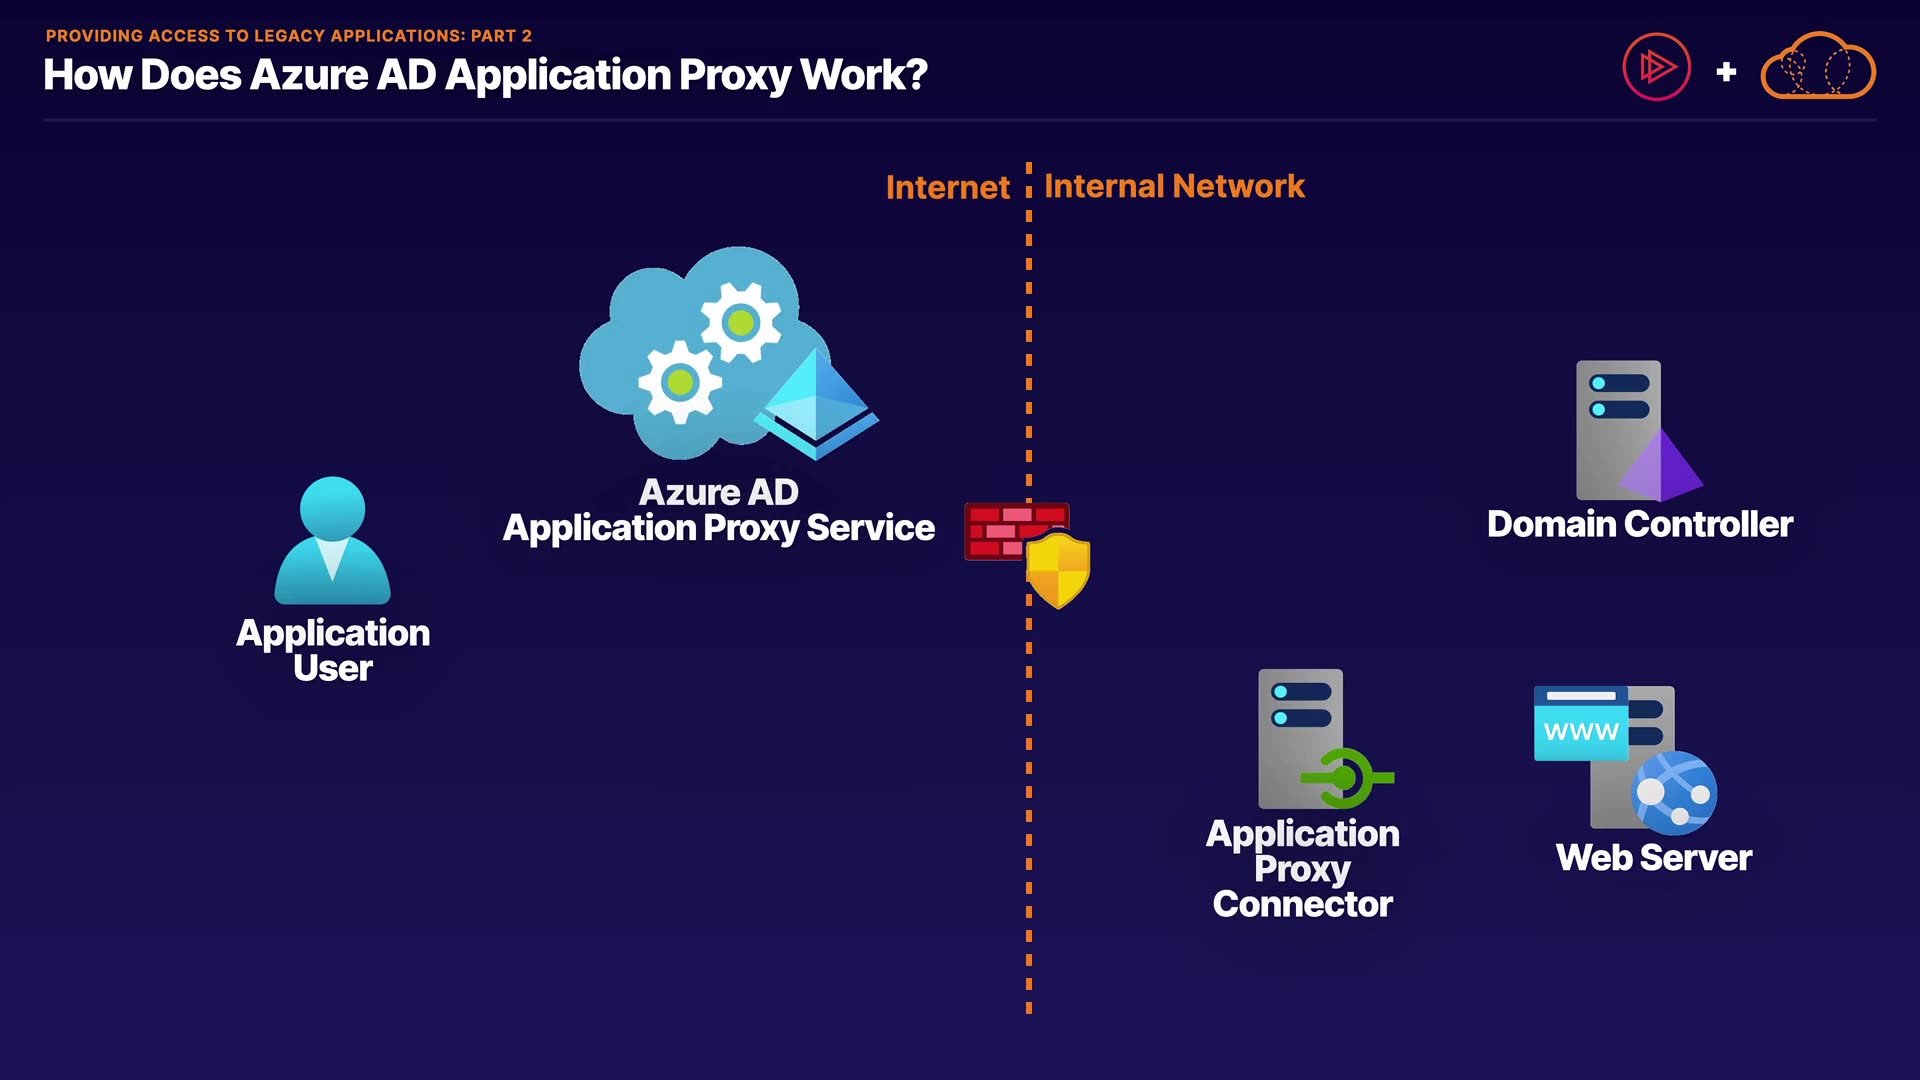 PROVIDING ACCESS TO LEGACY APPLICATIONS: PART 2
How Does Azure AD Application Proxy Work?
+
Internet
Internal Network
Azure AD
Application Proxy Service
Application
User
Domain Controller
www
Application
Proxy
Connector
Web Server